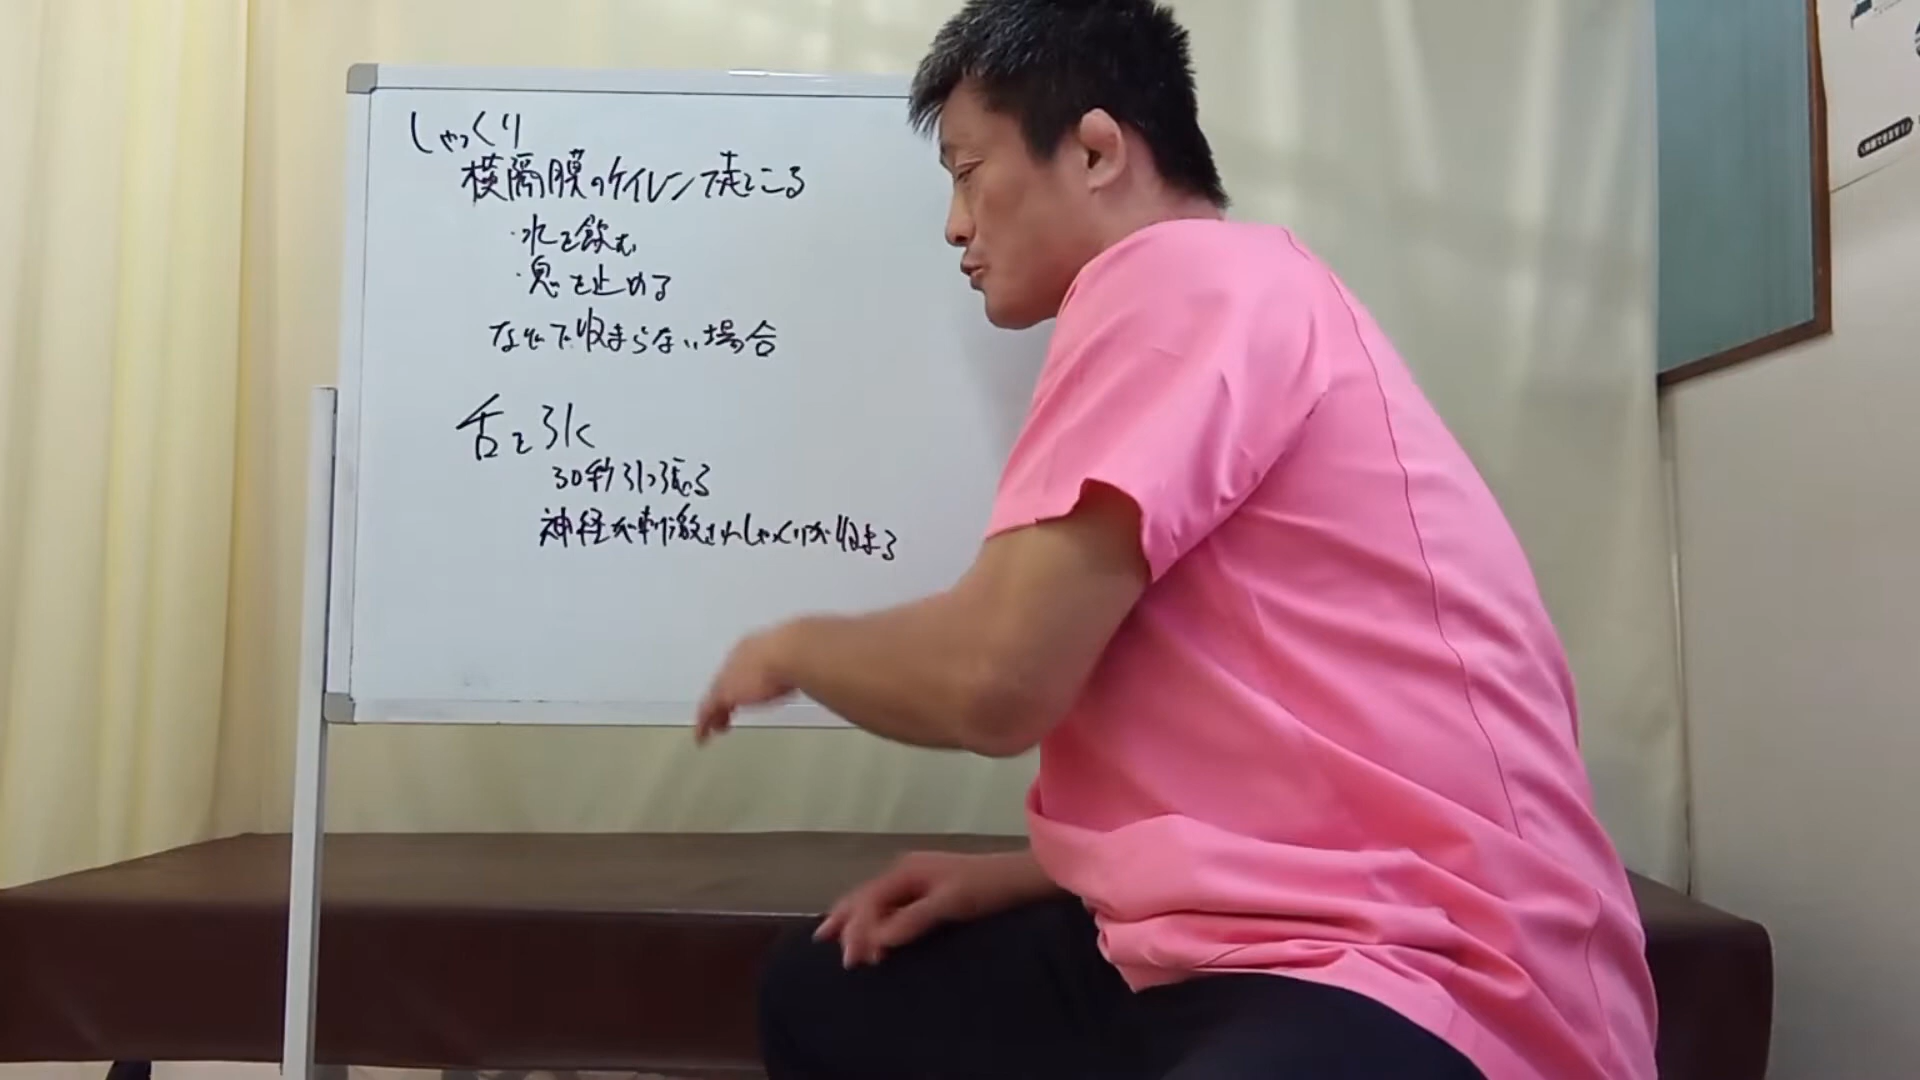 しゃっくり
横隔膜のケイレンで起こる
・水を飲む
・息を止める
などで収まらない場合
舌を引く
30秒引っ張る
神経が刺激されしゃっくりが収まる